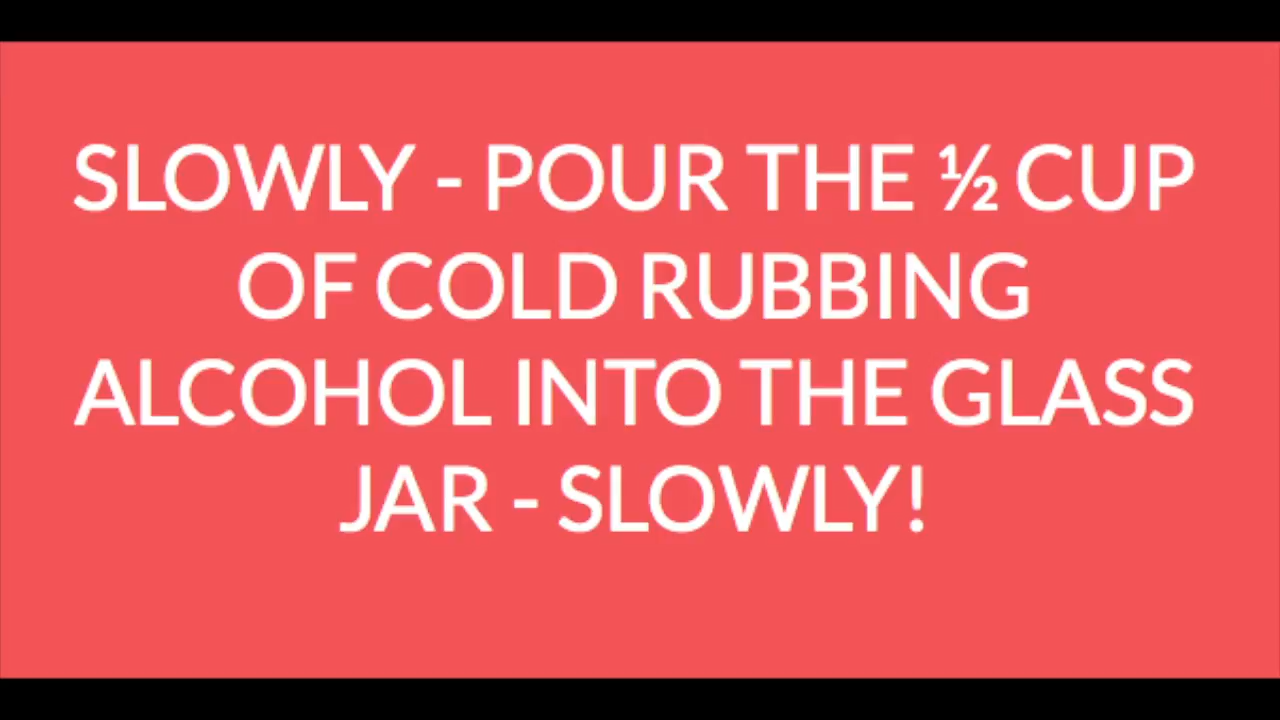 SLOWLY - POUR THE ½ CUP
OF COLD RUBBING
ALCOHOL INTO THE GLASS
JAR - SLOWLY!